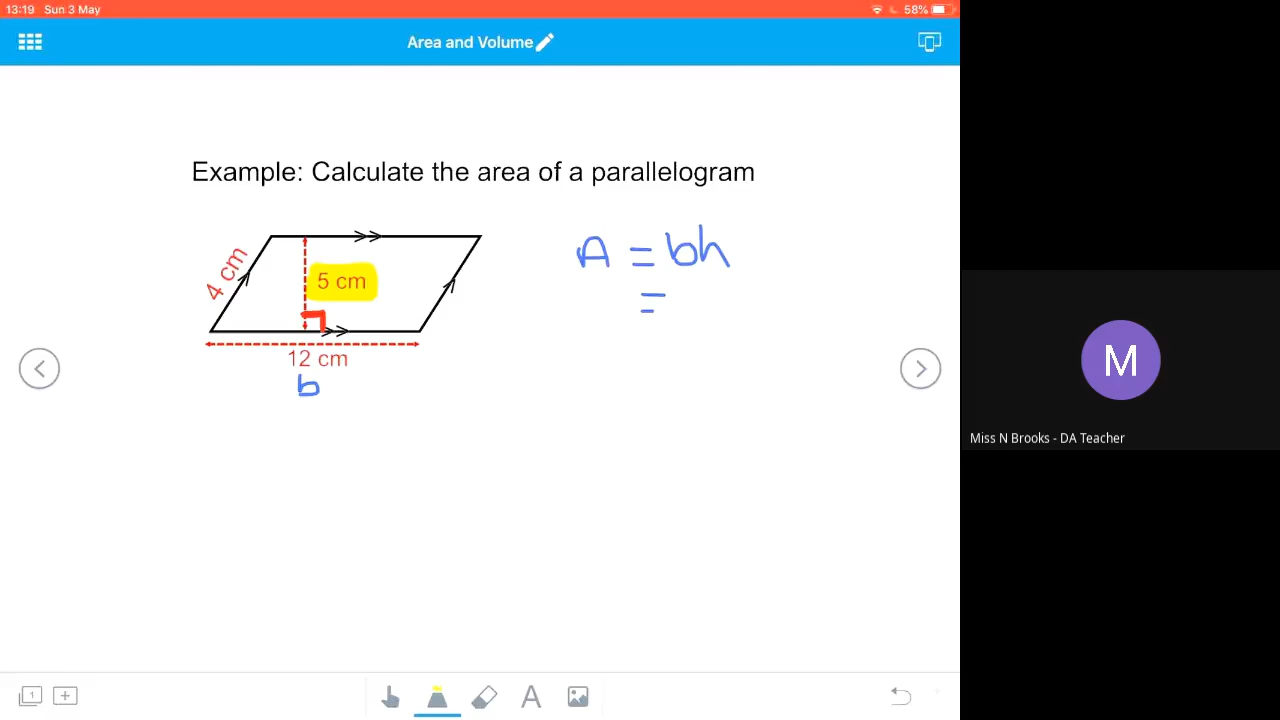 13:19 Sun 3 May 58%
Area and Volume
Example: Calculate the area of a parallelogram
4 cm
5 cm
12 cm
b
A = bh
=
M
Miss N Brooks - DA Teacher
1
A